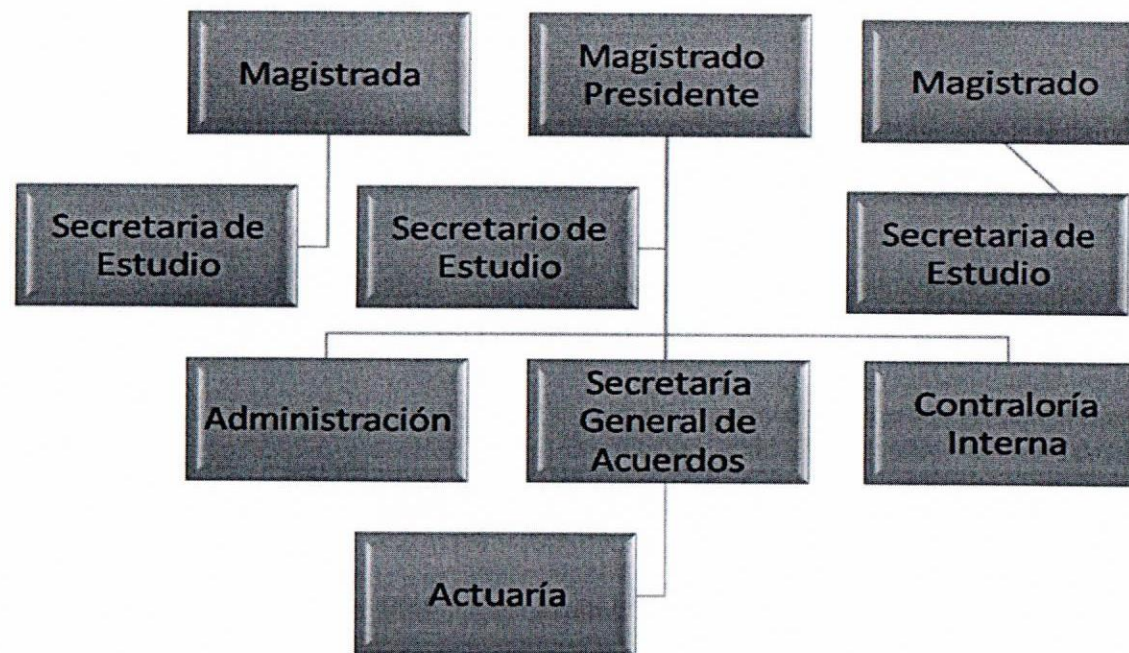 Magistrada
Magistrado
Presidente
Magistrado
Secretaria de
Estudio
Secretario de
Estudio
Secretaria de
Estudio
Administración
Secretaría
General de
Acuerdos
Contraloría
Interna
Actuaría